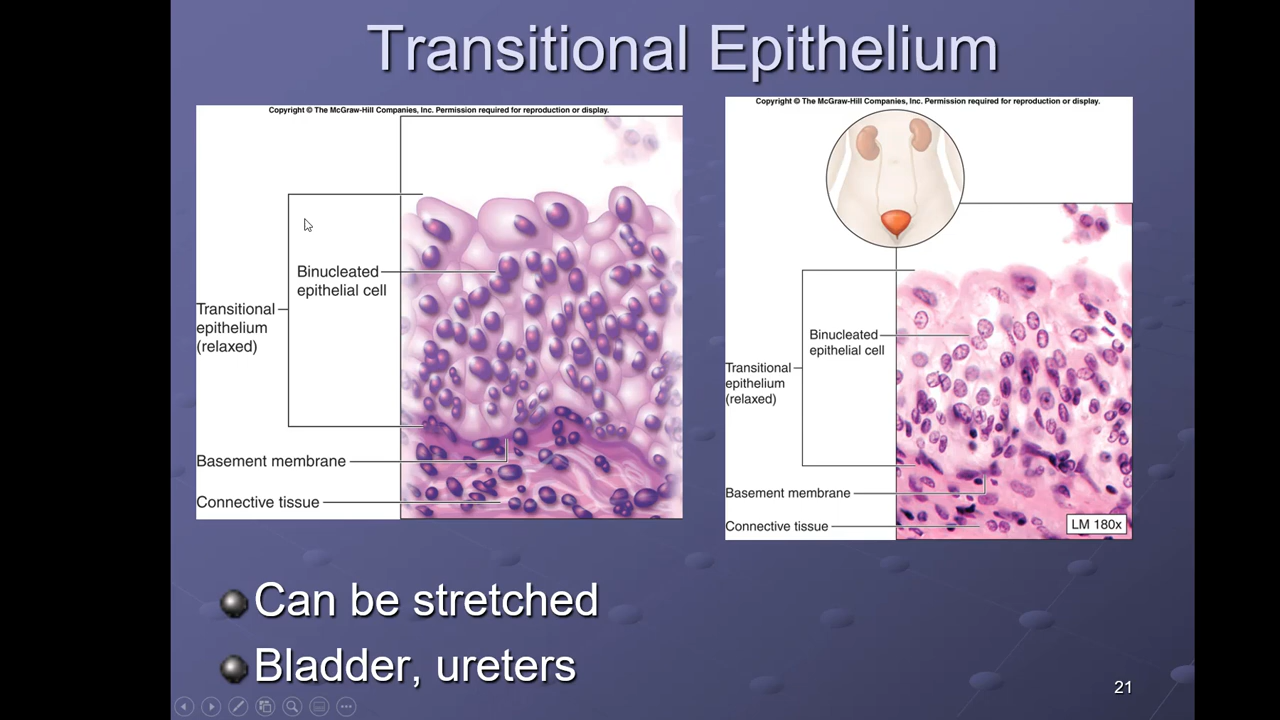 Transitional Epithelium
Copyright © The McGraw-Hill Companies, Inc. Permission required for reproduction or display.
Binucleated
epithelial cell
Transitional
epithelium
(relaxed)
Basement membrane
Connective tissue
Copyright © The McGraw-Hill Companies, Inc. Permission required for reproduction or display.
Binucleated
epithelial cell
Transitional
epithelium
(relaxed)
Basement membrane
Connective tissue
LM 180x
Can be stretched
Bladder, ureters
21